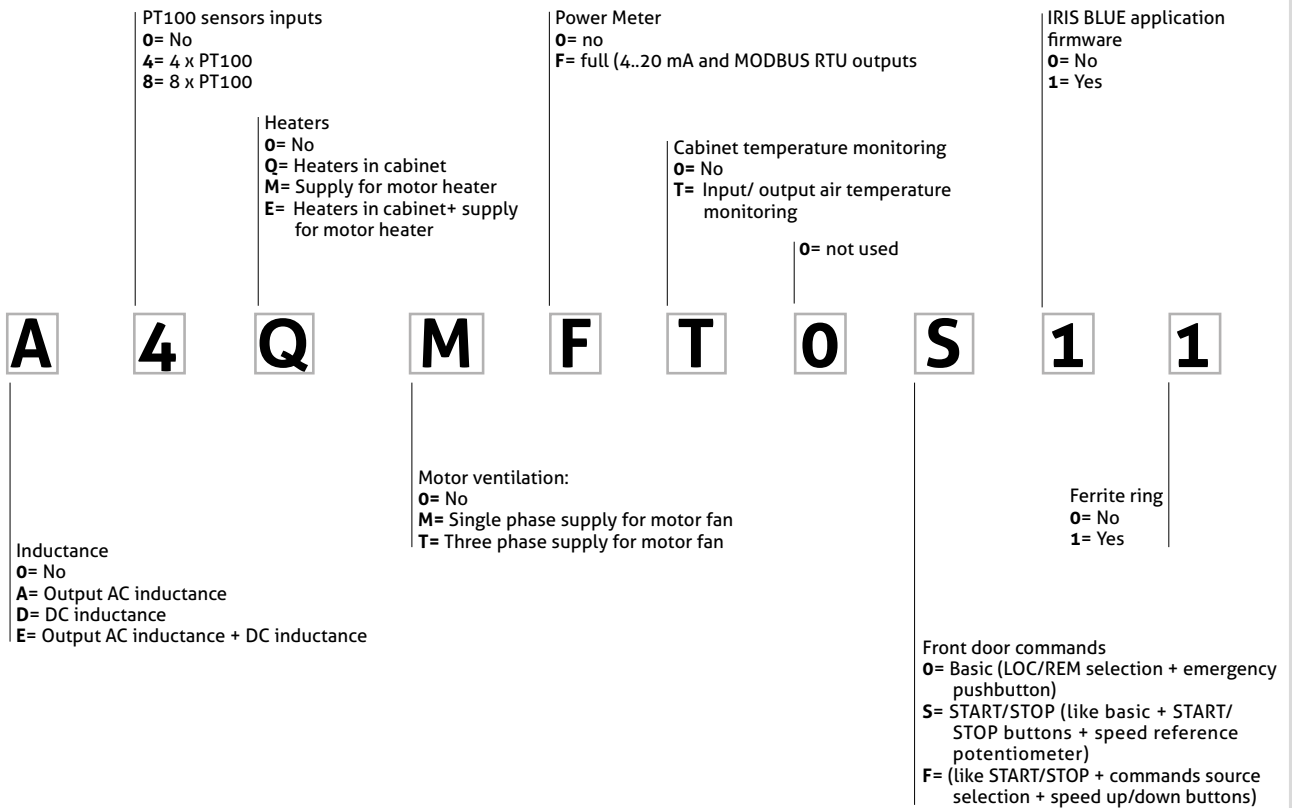 PT100 sensors inputs
0= No
4= 4 x PT100
8= 8 x PT100
Heaters
0= No
Q= Heaters in cabinet
M= Supply for motor heater
E= Heaters in cabinet+ supply
for motor heater
Power Meter
0= no
F= full (4..20 mA and MODBUS RTU outputs
Cabinet temperature monitoring
0= No
T= Input/ output air temperature
monitoring
0= not used
IRIS BLUE application
firmware
0= No
1= Yes
A 4 Q M F T 0 S 1 1
Inductance
0= No
A= Output AC inductance
D= DC inductance
E= Output AC inductance + DC inductance
Motor ventilation:
0= No
M= Single phase supply for motor fan
T= Three phase supply for motor fan
Front door commands
0= Basic (LOC/REM selection + emergency
pushbutton)
S= START/STOP (like basic + START/
STOP buttons + speed reference
potentiometer)
F= (like START/STOP + commands source
selection + speed up/down buttons)
Ferrite ring
0= No
1= Yes